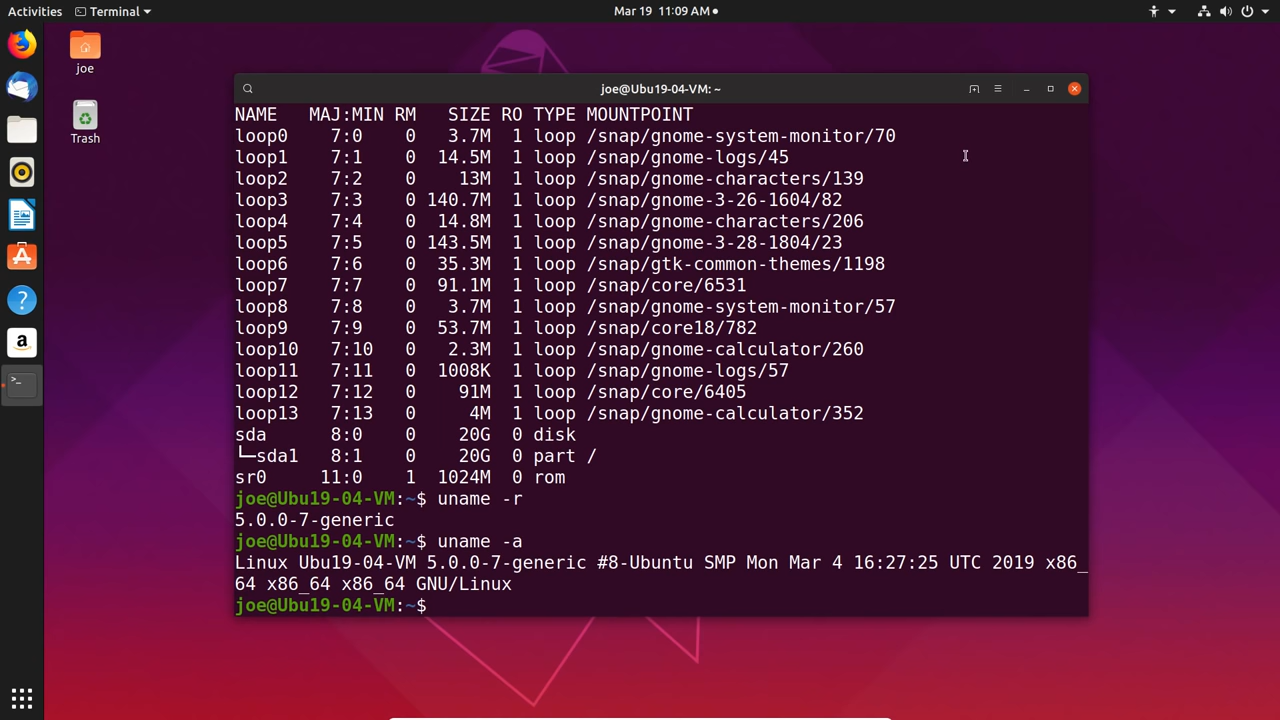 Activities Terminal Mar 19 11:09 AM
joe
Trash
joe@Ubu19-04-VM: ~
NAME MAJ:MIN RM SIZE RO TYPE MOUNTPOINT
loop0 7:0 0 3.7M 1 loop /snap/gnome-system-monitor/70
loop1 7:1 0 14.5M 1 loop /snap/gnome-logs/45
loop2 7:2 0 13M 1 loop /snap/gnome-characters/139
loop3 7:3 0 140.7M 1 loop /snap/gnome-3-26-1604/82
loop4 7:4 0 14.8M 1 loop /snap/gnome-characters/206
loop5 7:5 0 143.5M 1 loop /snap/gnome-3-28-1804/23
loop6 7:6 0 35.3M 1 loop /snap/gtk-common-themes/1198
loop7 7:7 0 91.1M 1 loop /snap/core/6531
loop8 7:8 0 3.7M 1 loop /snap/gnome-system-monitor/57
loop9 7:9 0 53.7M 1 loop /snap/core18/782
loop10 7:10 0 2.3M 1 loop /snap/gnome-calculator/260
loop11 7:11 0 1008K 1 loop /snap/gnome-logs/57
loop12 7:12 0 91M 1 loop /snap/core/6405
loop13 7:13 0 4M 1 loop /snap/gnome-calculator/352
sda 8:0 0 20G 0 disk
└─sda1 8:1 0 20G 0 part /
sr0 11:0 1 1024M 0 rom
joe@Ubu19-04-VM:~$ uname -r
5.0.0-7-generic
joe@Ubu19-04-VM:~$ uname -a
Linux Ubu19-04-VM 5.0.0-7-generic #8-Ubuntu SMP Mon Mar 4 16:27:25 UTC 2019 x86_
64 x86_64 x86_64 GNU/Linux
joe@Ubu19-04-VM:~$